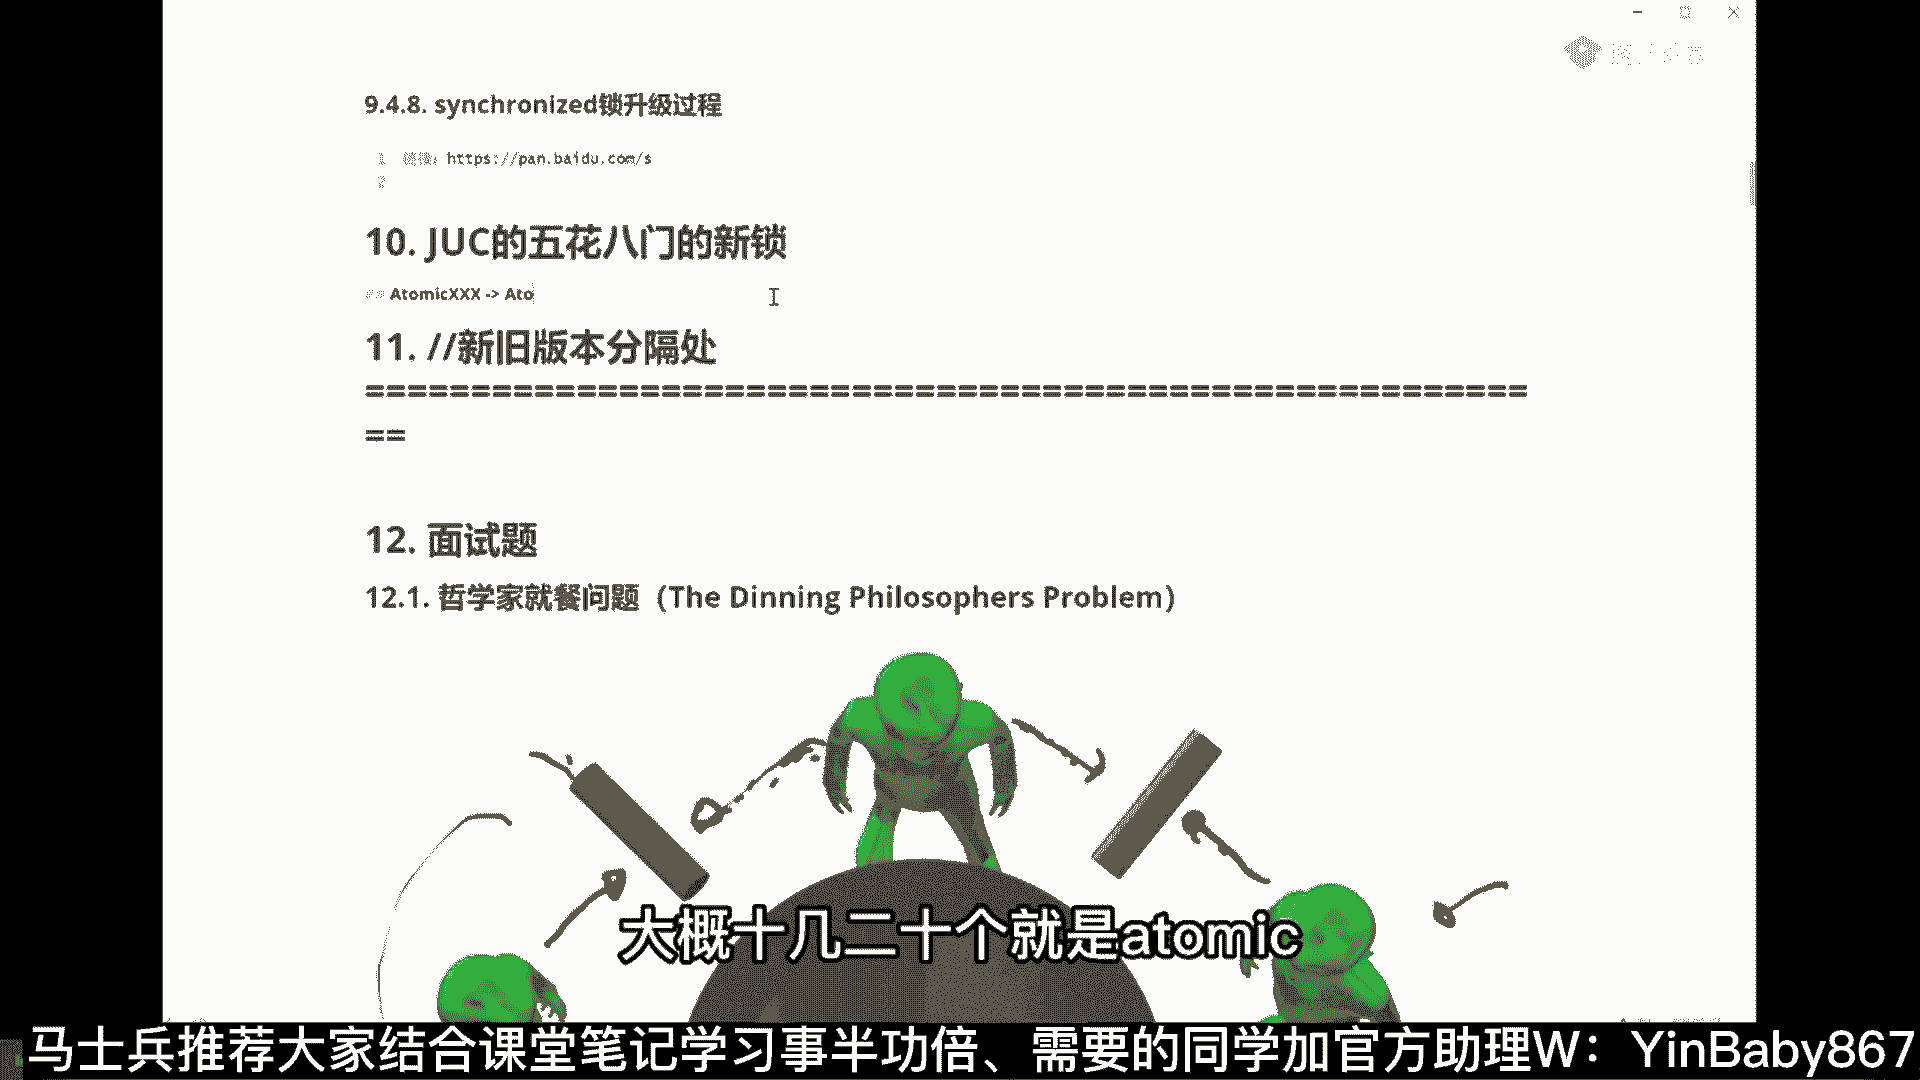 9.4.8. synchronized锁升级过程
1 链接：https://pan.baidu.com/s
2
10. JUC的五花八门的新锁
## AtomicXXX -> Ato
11. //新旧版本分隔处
=======================================================
==
12. 面试题
12.1. 哲学家就餐问题（The Dinning Philosophers Problem）
大概十几二十个就是atomic
马士兵推荐大家结合课堂笔记学习事半功倍、需要的同学加官方助理W：YinBaby867